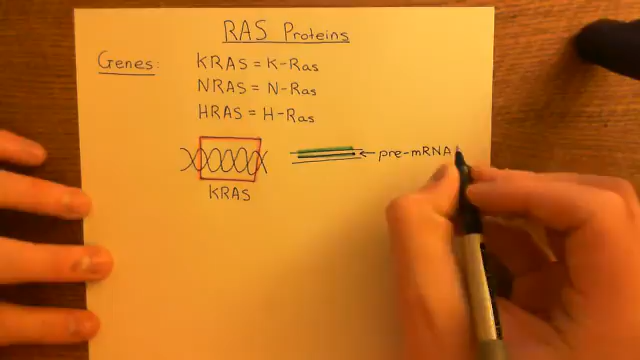 RAS Proteins
Genes:
KRAS = K-Ras
NRAS = N-Ras
HRAS = H-Ras
pre-mRNA
KRAS